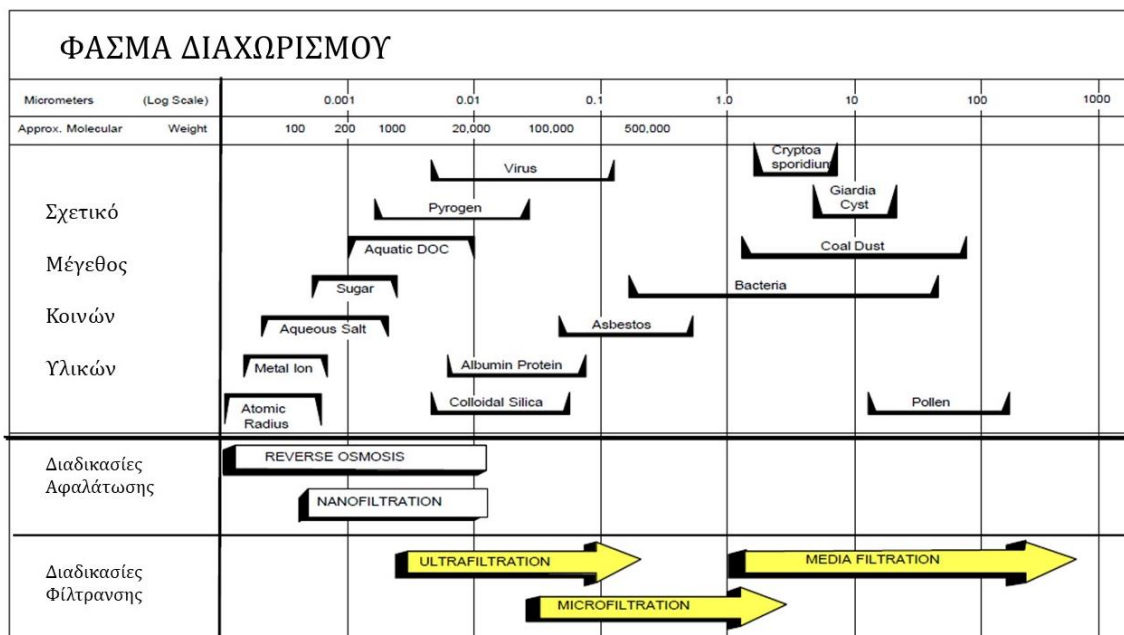 ΦΑΣΜΑ ΔΙΑΧΩΡΙΣΜΟΥ
Micrometers (Log Scale) 0.001 0.01 0.1 1.0 10 100 1000
Approx. Molecular Weight 100 200 1000 20,000 100,000 500,000
Σχετικό
Μέγεθος
Κοινών
Υλικών
Cryptoa
sporidium
Virus
Giardia
Cyst
Pyrogen
Aquatic DOC
Coal Dust
Sugar
Bacteria
Aqueous Salt
Asbestos
Metal Ion
Albumin Protein
Atomic
Radius
Colloidal Silica
Pollen
Διαδικασίες
Αφαλάτωσης
REVERSE OSMOSIS
NANOFILTRATION
Διαδικασίες
Φίλτρανσης
ULTRAFILTRATION
MEDIA FILTRATION
MICROFILTRATION